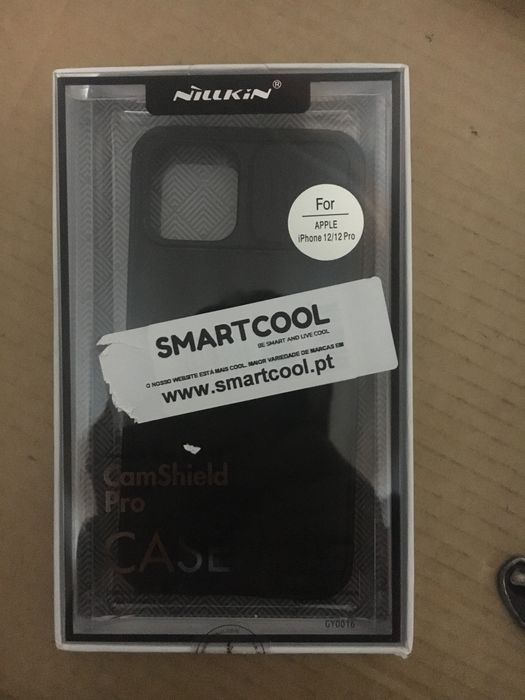 NILLKIN®
For
APPLE
iPhone 12/12 Pro
SMARTCOOL
BE SMART AND LIVE COOL
O NOSSO WEBSITE ESTÁ MAIS COOL. MAIOR VARIEDADE DE MARCAS EM
www.smartcool.pt
CamShield
Pro
CASE
GY0016